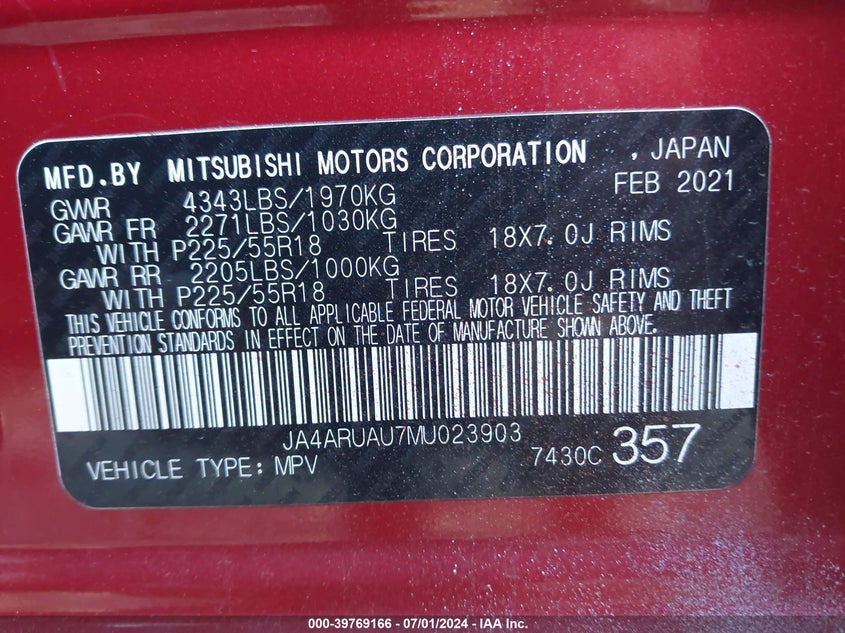 MFD.BY MITSUBISHI MOTORS CORPORATION , JAPAN
GVWR 4343LBS/1970KG FEB 2021
GAWR FR 2271LBS/1030KG
WITH P225/55R18 TIRES 18X7.0J RIMS
GAWR RR 2205LBS/1000KG
WITH P225/55R18 TIRES 18X7.0J RIMS
THIS VEHICLE CONFORMS TO ALL APPLICABLE FEDERAL MOTOR VEHICLE SAFETY AND THEFT
PREVENTION STANDARDS IN EFFECT ON THE DATE OF MANUFACTURE SHOWN ABOVE.
JA4ARUAU7MU023903
VEHICLE TYPE: MPV 7430C 357
000-39769166 - 07/01/2024 - IAA Inc.